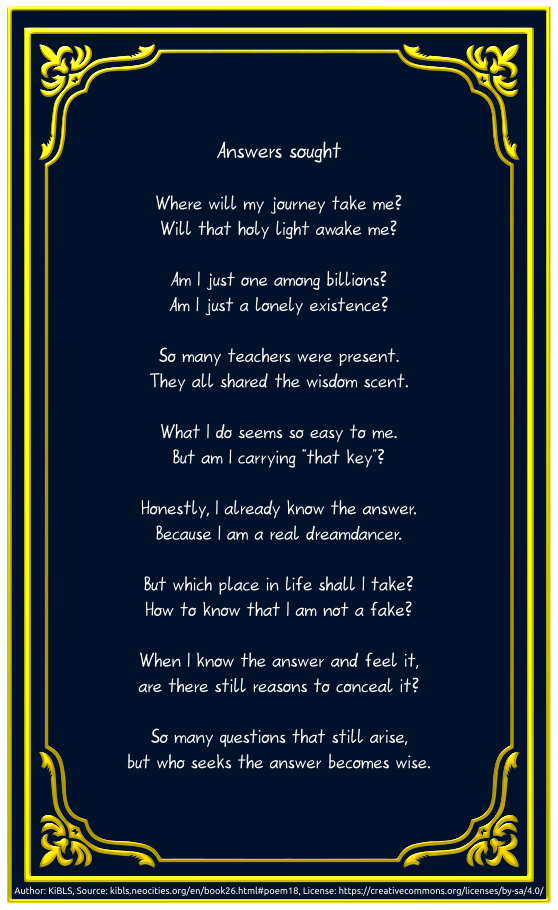 Answers sought
Where will my journey take me?
Will that holy light awake me?
Am I just one among billions?
Am I just a lonely existence?
So many teachers were present.
They all shared the wisdom scent.
What I do seems so easy to me.
But am I carrying "that key"?
Honestly, I already know the answer.
Because I am a real dreamdancer.
But which place in life shall I take?
How to know that I am not a fake?
When I know the answer and feel it,
are there still reasons to conceal it?
So many questions that still arise,
but who seeks the answer becomes wise.
Author: KiBLS, Source: kibls.neocities.org/en/book26.html#poem18, License: https://creativecommons.org/licenses/by-sa/4.0/